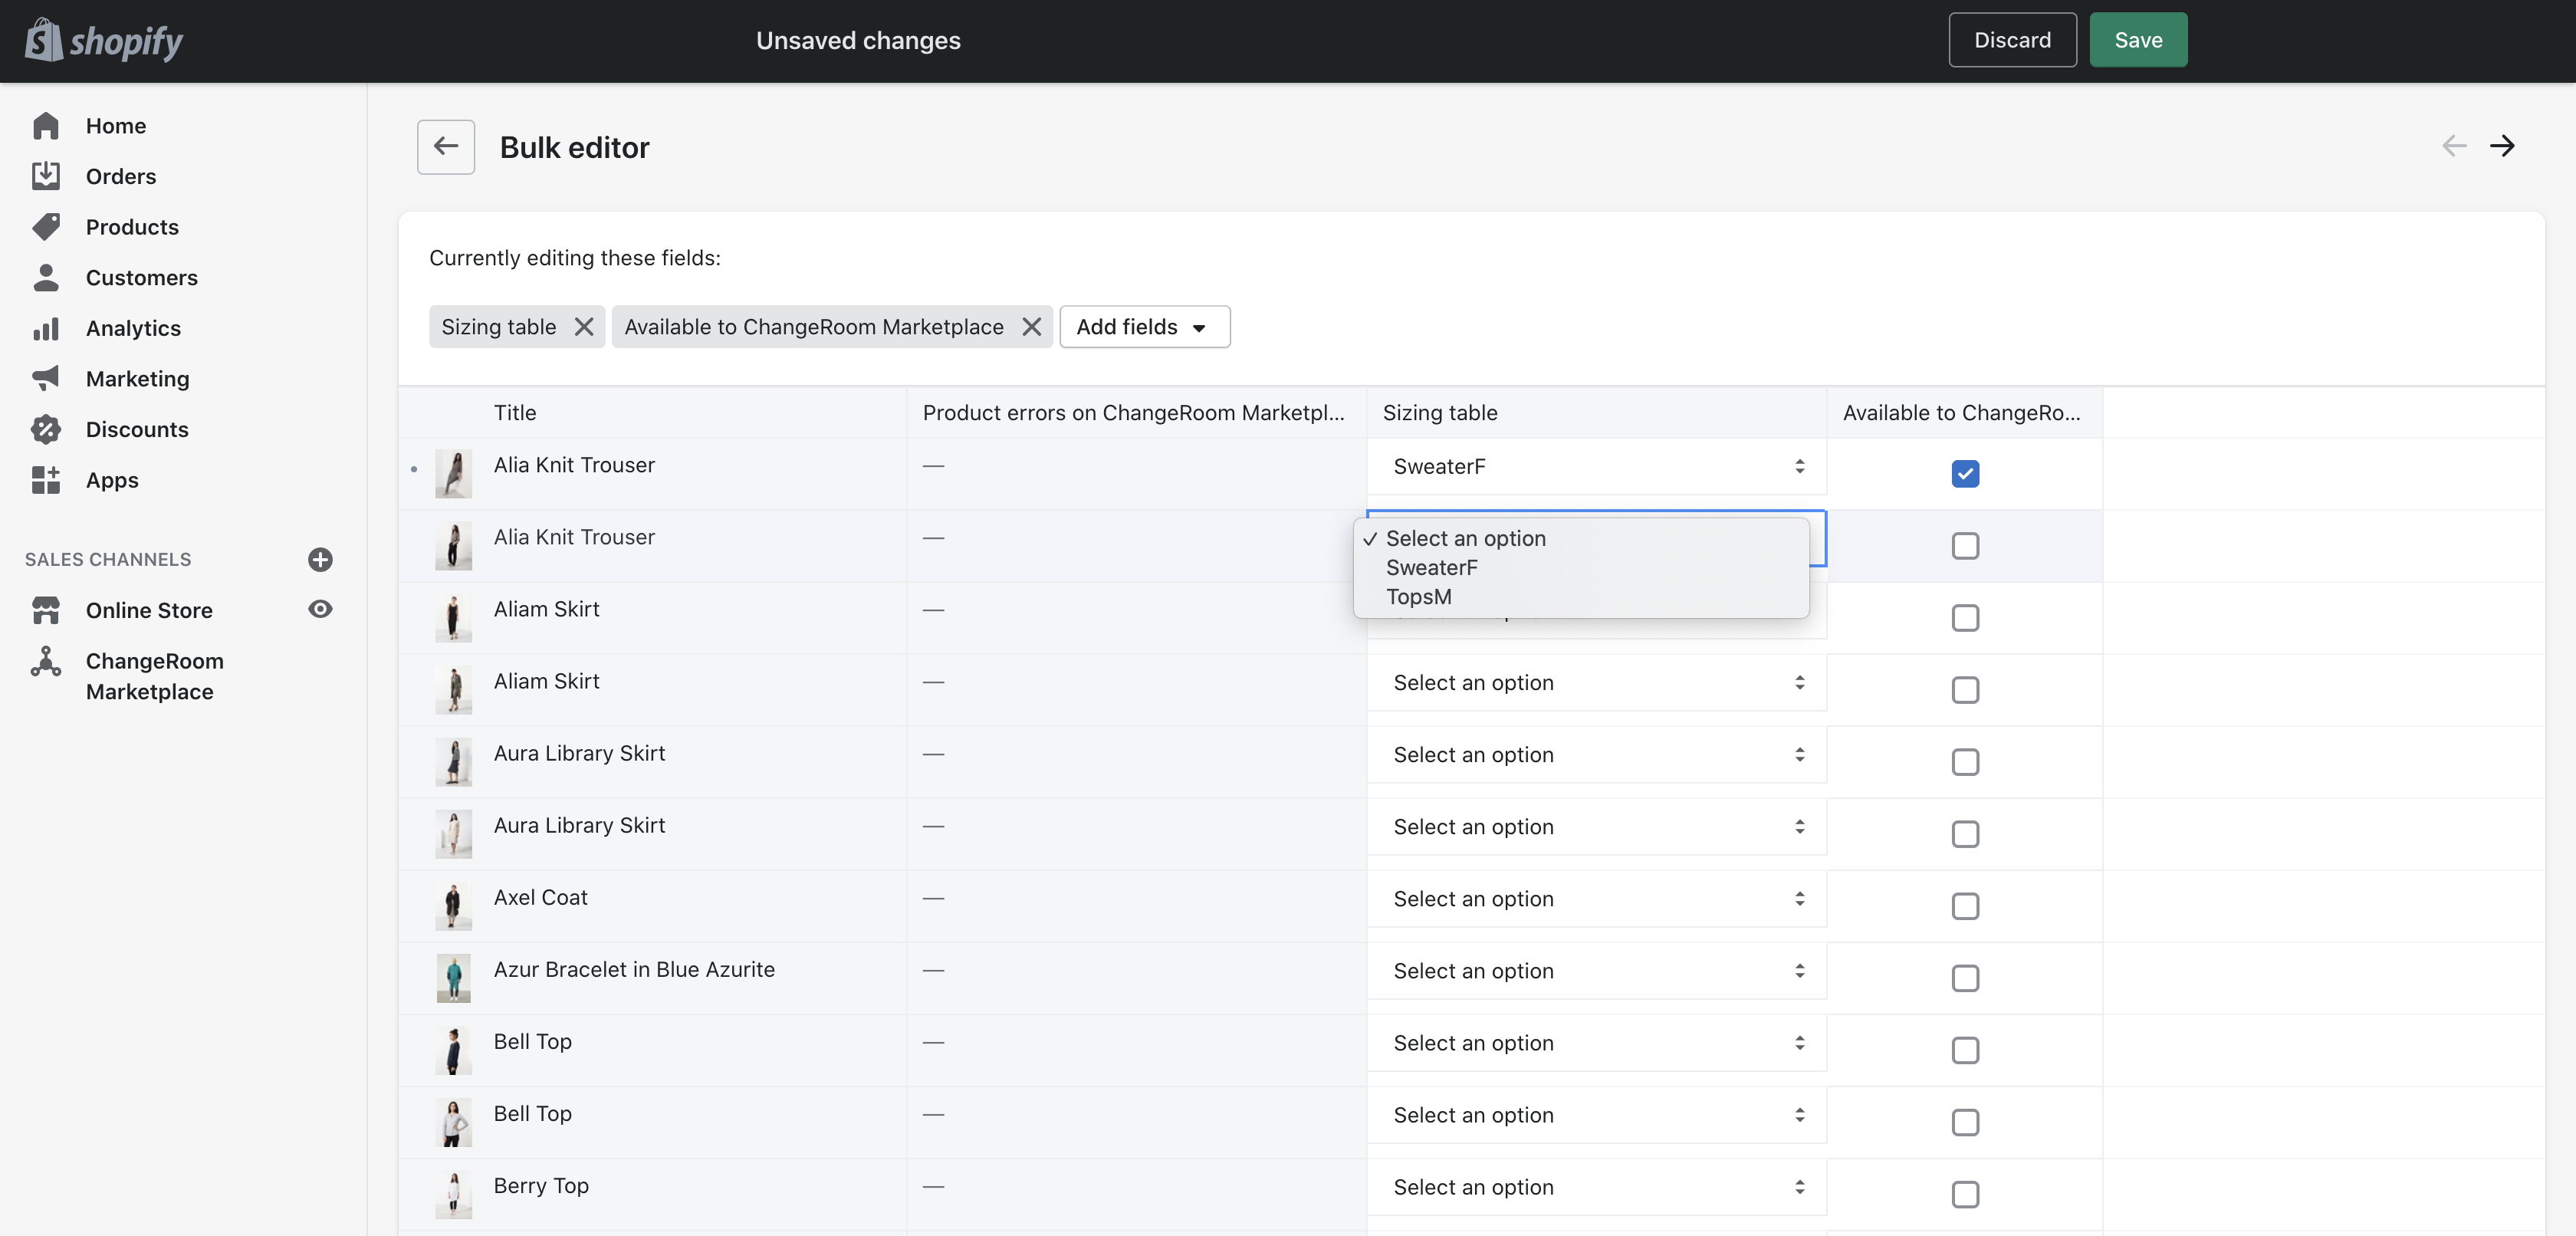 shopify
Unsaved changes
Discard
Save
Home
Orders
Products
Customers
Analytics
Marketing
Discounts
Apps
SALES CHANNELS
Online Store
ChangeRoom
Marketplace
Bulk editor
Currently editing these fields:
Sizing table
Available to ChangeRoom Marketplace
Add fields
Title
Product errors on ChangeRoom Marketpl...
Sizing table
Available to ChangeRo...
Alia Knit Trouser
—
SweaterF
Alia Knit Trouser
—
Select an option
SweaterF
TopsM
Aliam Skirt
—
Aliam Skirt
—
Select an option
Aura Library Skirt
—
Select an option
Aura Library Skirt
—
Select an option
Axel Coat
—
Select an option
Azur Bracelet in Blue Azurite
—
Select an option
Bell Top
—
Select an option
Bell Top
—
Select an option
Berry Top
—
Select an option